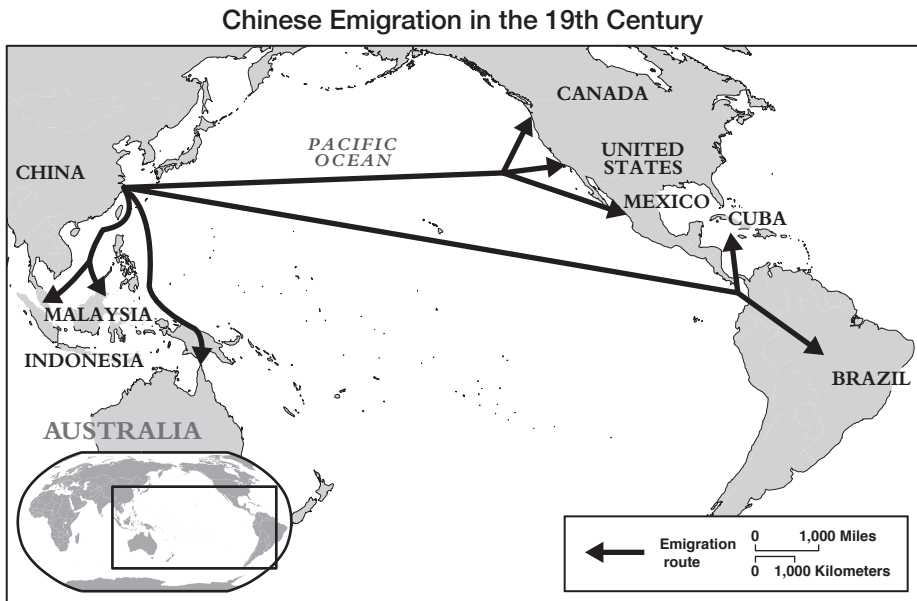 Chinese Emigration in the 19th Century
CANADA
PACIFIC
OCEAN
UNITED
STATES
CHINA
MEXICO
CUBA
MALAYSIA
INDONESIA
BRAZIL
AUSTRALIA
Emigration
route
0 1,000 Miles
0 1,000 Kilometers